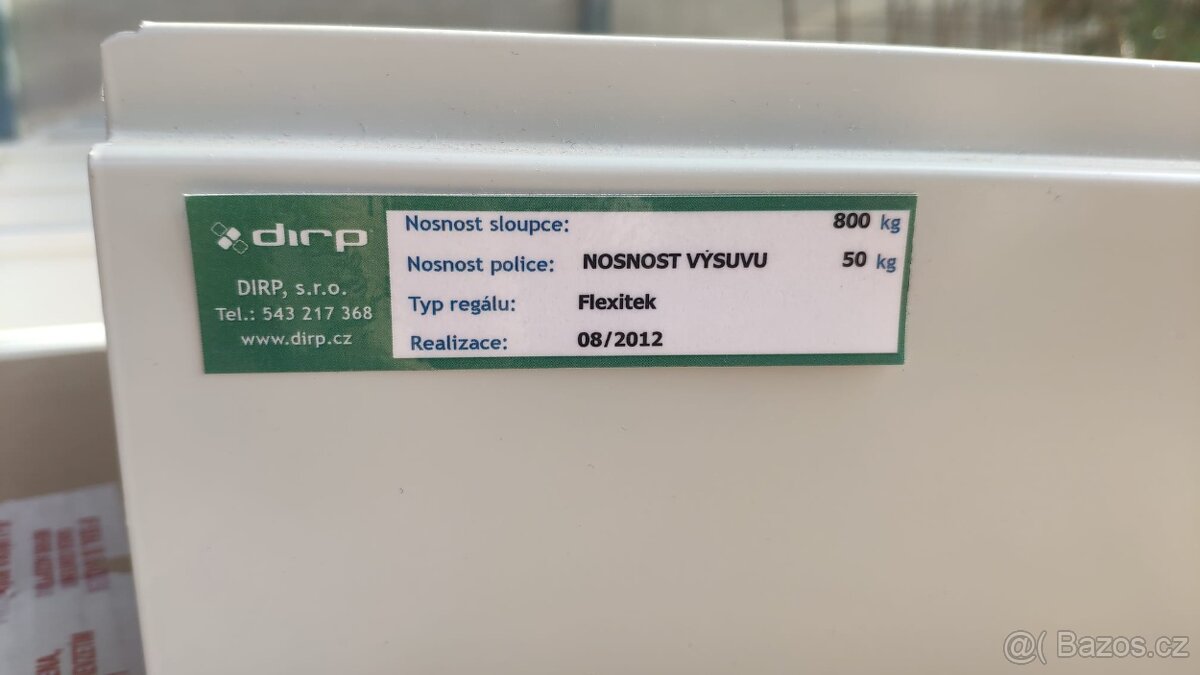 dirp
DIRP, s.r.o.
Tel.: 543 217 368
www.dirp.cz
Nosnost sloupce: 800 kg
Nosnost police: NOSNOST VÝSUVU 50 kg
Typ regálu: Flexitek
Realizace: 08/2012
@( Bazos.cz